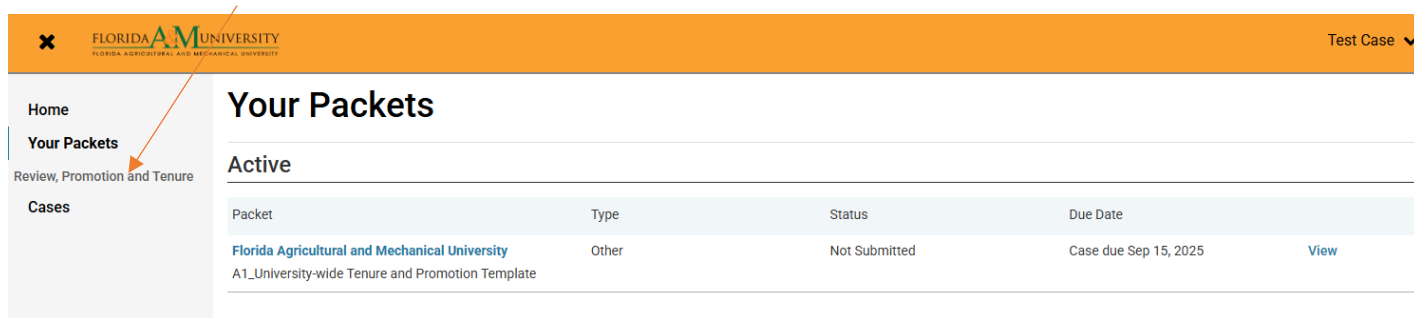 FLORIDA A&M UNIVERSITY
FLORIDA AGRICULTURAL AND MECHANICAL UNIVERSITY
Test Case
Home
Your Packets
Review, Promotion and Tenure
Cases
Your Packets
Active
Packet Type Status Due Date
Florida Agricultural and Mechanical University Other Not Submitted Case due Sep 15, 2025 View
A1_University-wide Tenure and Promotion Template